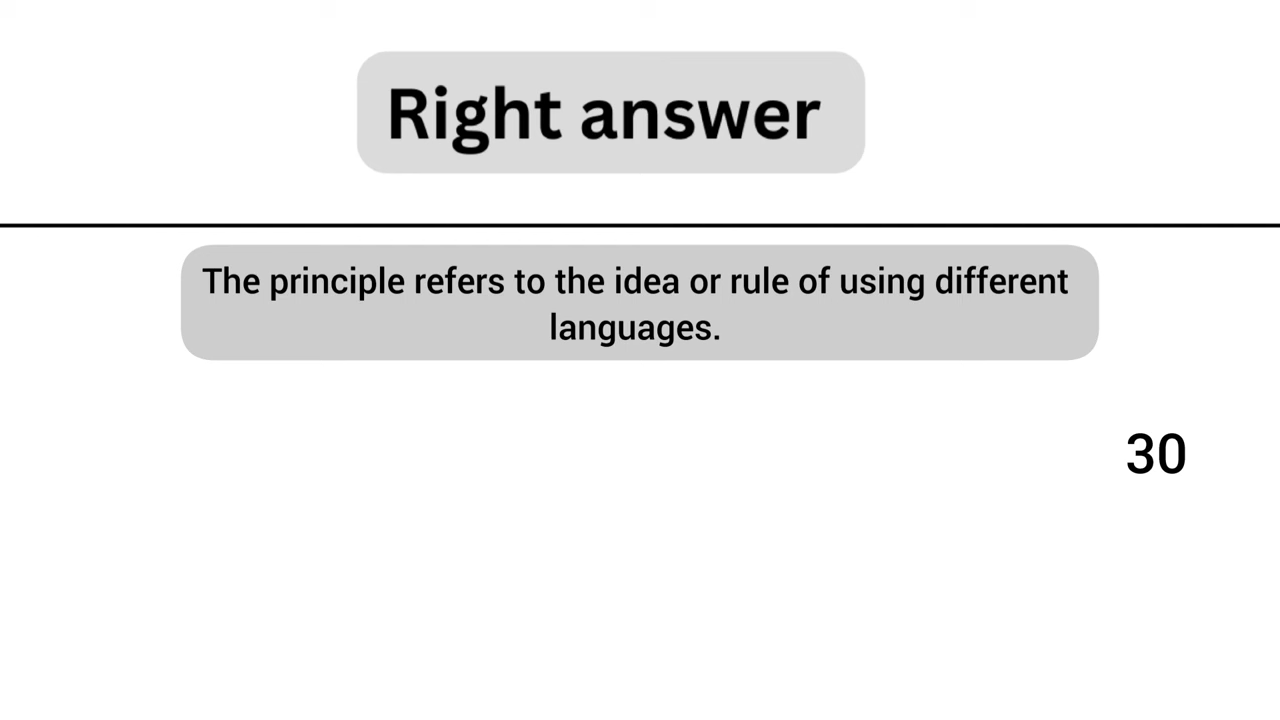 Right answer
The principle refers to the idea or rule of using different
languages.
30